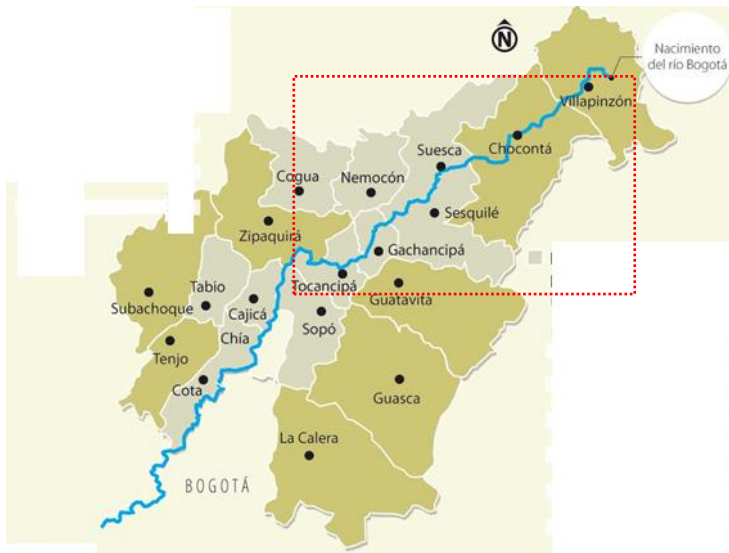 N
Nacimiento
del río Bogotá
Villapinzón
Chocontá
Suesca
Cogua
Nemocón
Sesquilé
Zipaquirá
Gachancipá
Tabio
Tocancipá
Guatavita
Subachoque
Cajicá
Sopó
Chía
Tenjo
Cota
Guasca
La Calera
BOGOTÁ